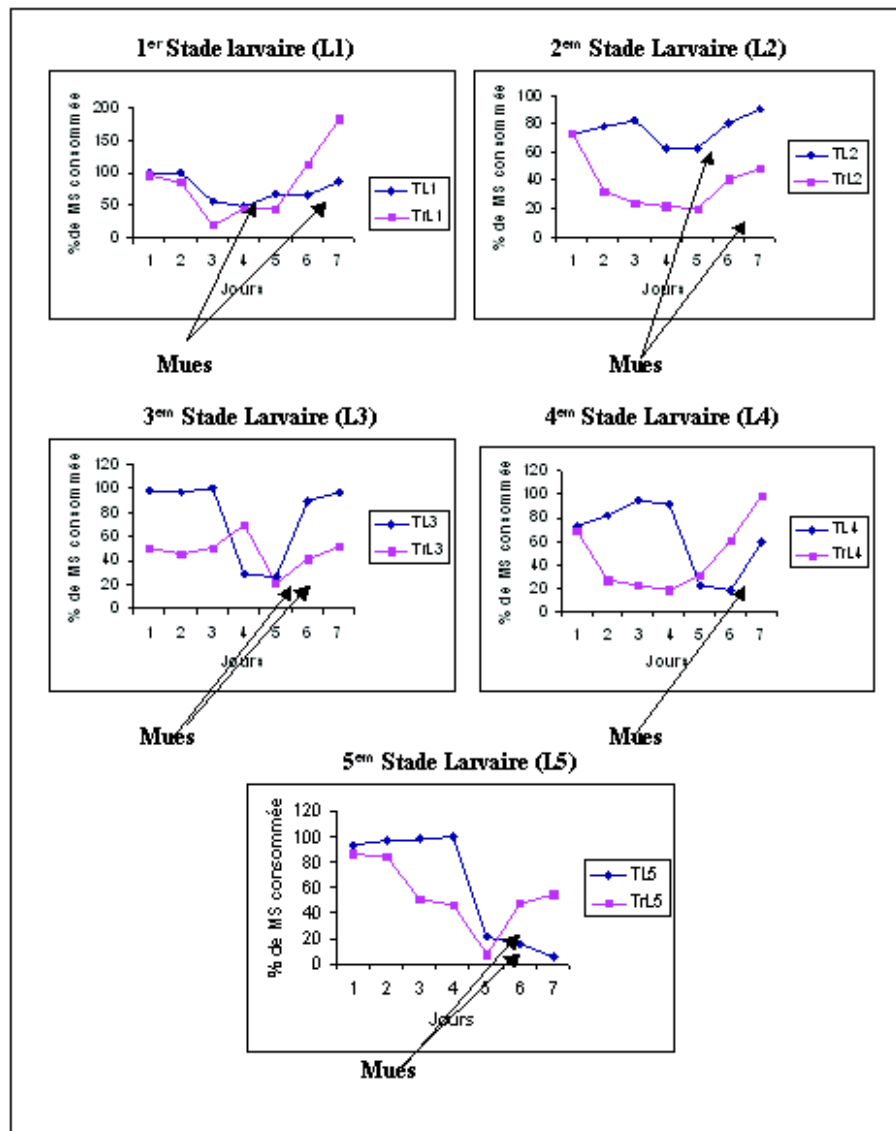 1er Stade larvaire (L1)
% de MS consommée
200
150
100
50
0
1 2 3 4 5 6 7
Jours
TL1
TrL1
Mues
2em Stade Larvaire (L2)
% de MS consommée
100
80
60
40
20
0
1 2 3 4 5 6 7
Jours
TL2
TrL2
Mues
3em Stade Larvaire (L3)
% de MS consommée
120
100
80
60
40
20
0
1 2 3 4 5 6 7
Jours
TL3
TrL3
Mues
4em Stade Larvaire (L4)
% de MS consommée
120
100
80
60
40
20
0
1 2 3 4 5 6 7
Jours
TL4
TrL4
Mues
5em Stade Larvaire (L5)
% de MS consommée
120
100
80
60
40
20
0
1 2 3 4 5 6 7
Jours
TL5
TrL5
Mues